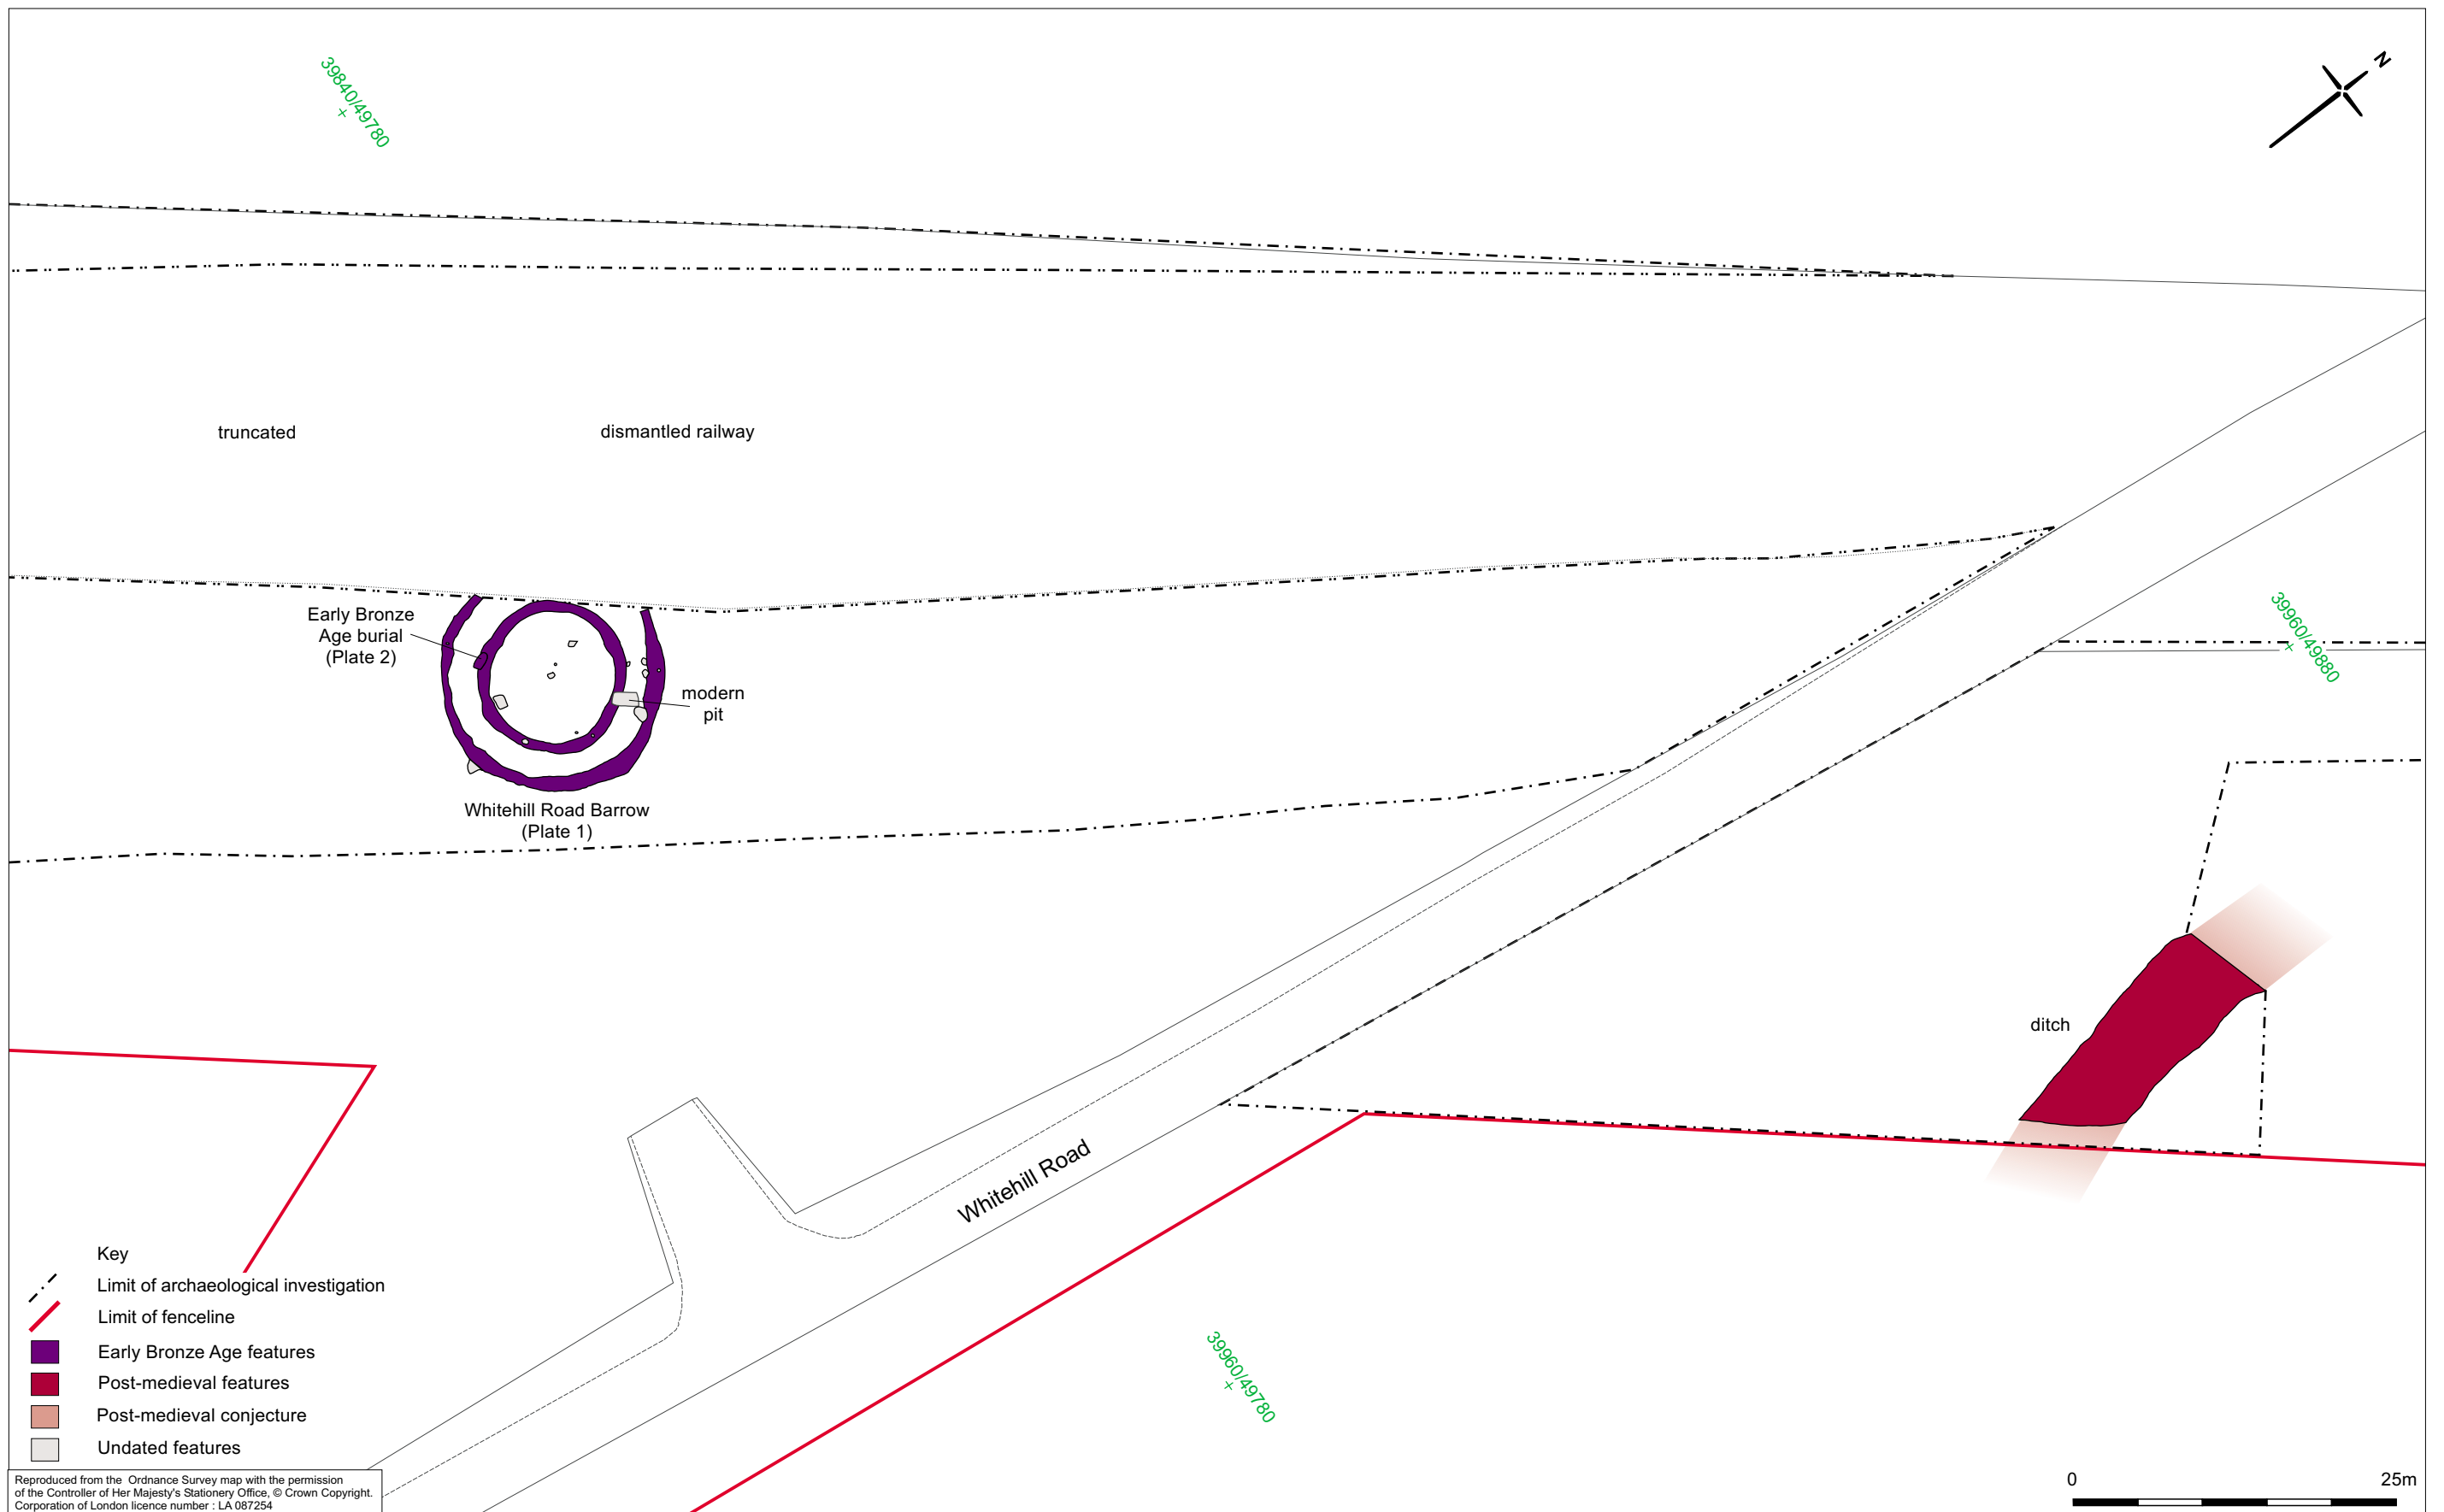 N
39840/49780
truncated
dismantled railway
Early Bronze
Age burial
(Plate 2)
39960/49880
modern
pit
Whitehill Road Barrow
(Plate 1)
ditch
Whitehill Road
39960/49780
Key
Limit of archaeological investigation
Limit of fenceline
Early Bronze Age features
Post-medieval features
Post-medieval conjecture
Undated features
Reproduced from the Ordnance Survey map with the permission
of the Controller of Her Majesty's Stationery Office, © Crown Copyright.
Corporation of London licence number : LA 087254
0 25m